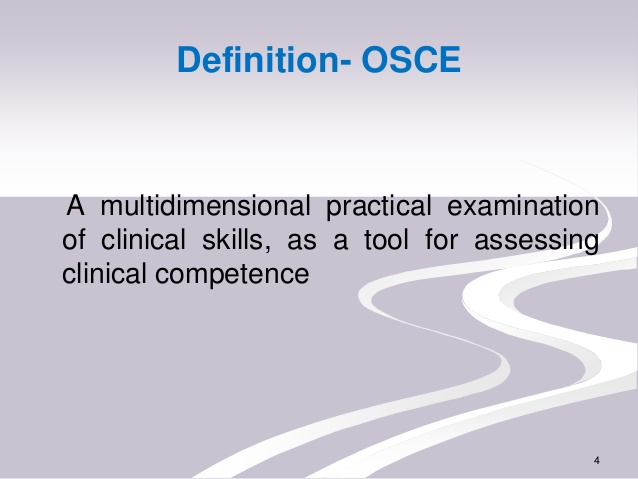 Definition- OSCE
A multidimensional practical examination
of clinical skills, as a tool for assessing
clinical competence
4